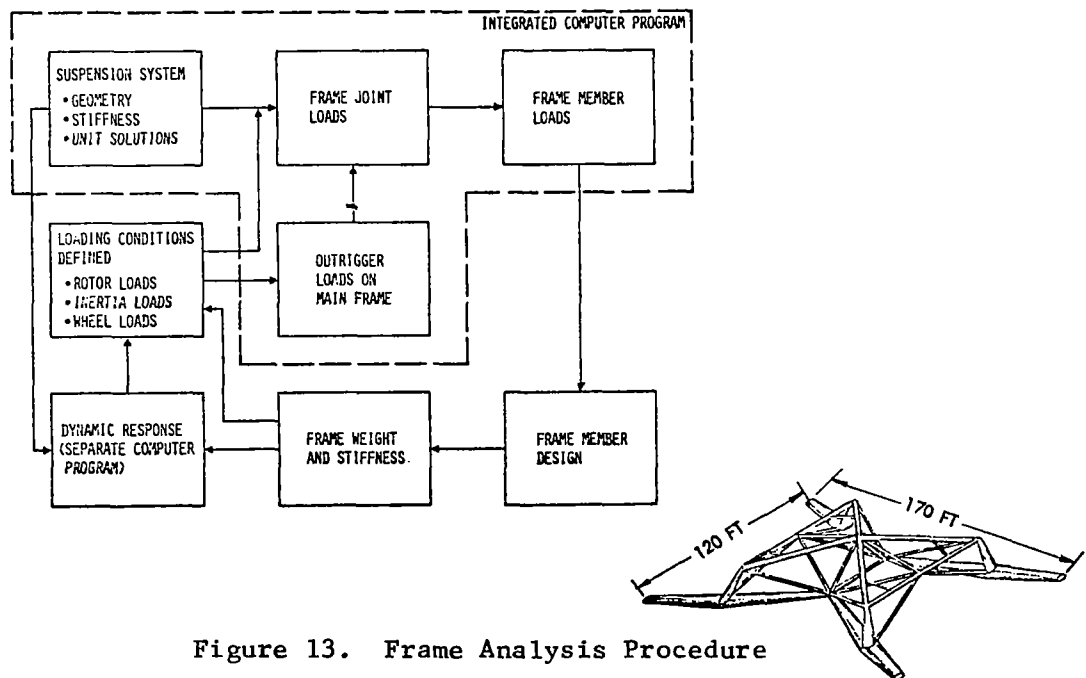 INTEGRATED COMPUTER PROGRAM
SUSPENSION SYSTEM
• GEOMETRY
• STIFFNESS
• UNIT SOLUTIONS
FRAME JOINT
LOADS
FRAME MEMBER
LOADS
LOADING CONDITIONS
DEFINED
• ROTOR LOADS
• INERTIA LOADS
• WHEEL LOADS
OUTRIGGER
LOADS ON
MAIN FRAME
DYNAMIC RESPONSE
(SEPARATE COMPUTER
PROGRAM)
FRAME WEIGHT
AND STIFFNESS.
FRAME MEMBER
DESIGN
120 FT
170 FT
Figure 13. Frame Analysis Procedure